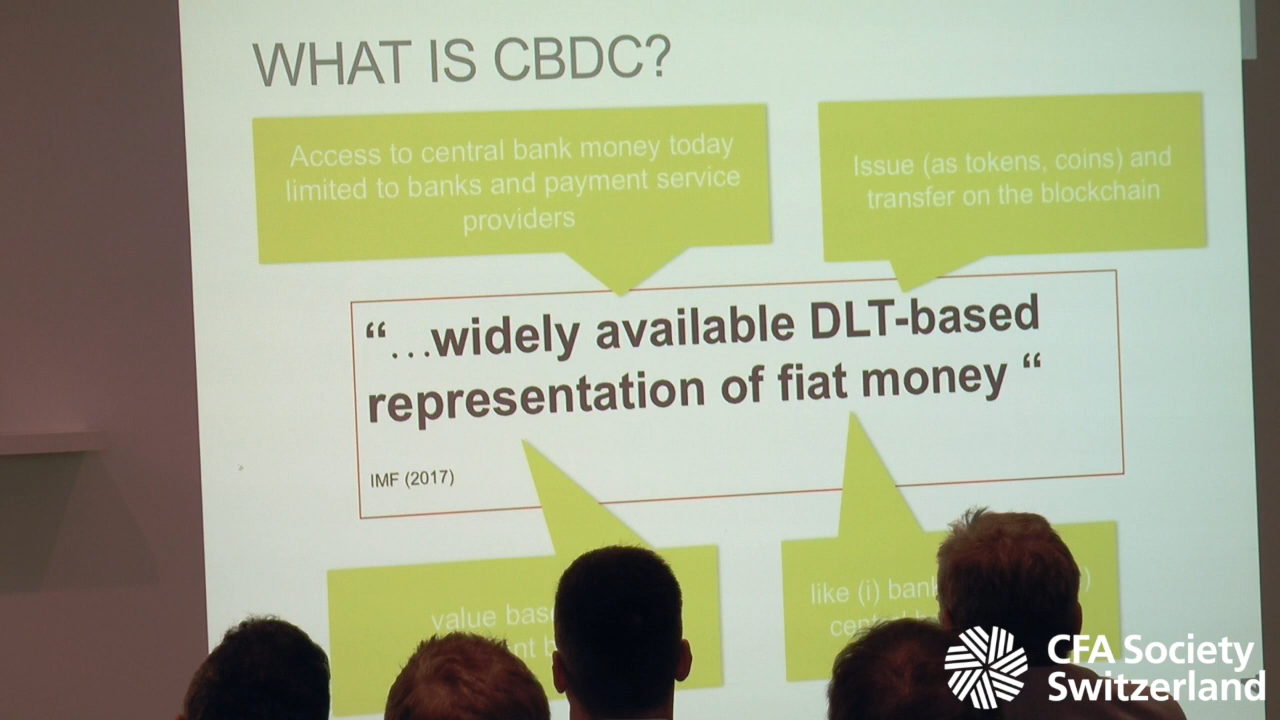 WHAT IS CBDC?
Access to central bank money today
limited to banks and payment service
providers
Issue (as tokens, coins) and
transfer on the blockchain
“…widely available DLT-based
representation of fiat money “
IMF (2017)
value
like (i)
CFA Society
Switzerland